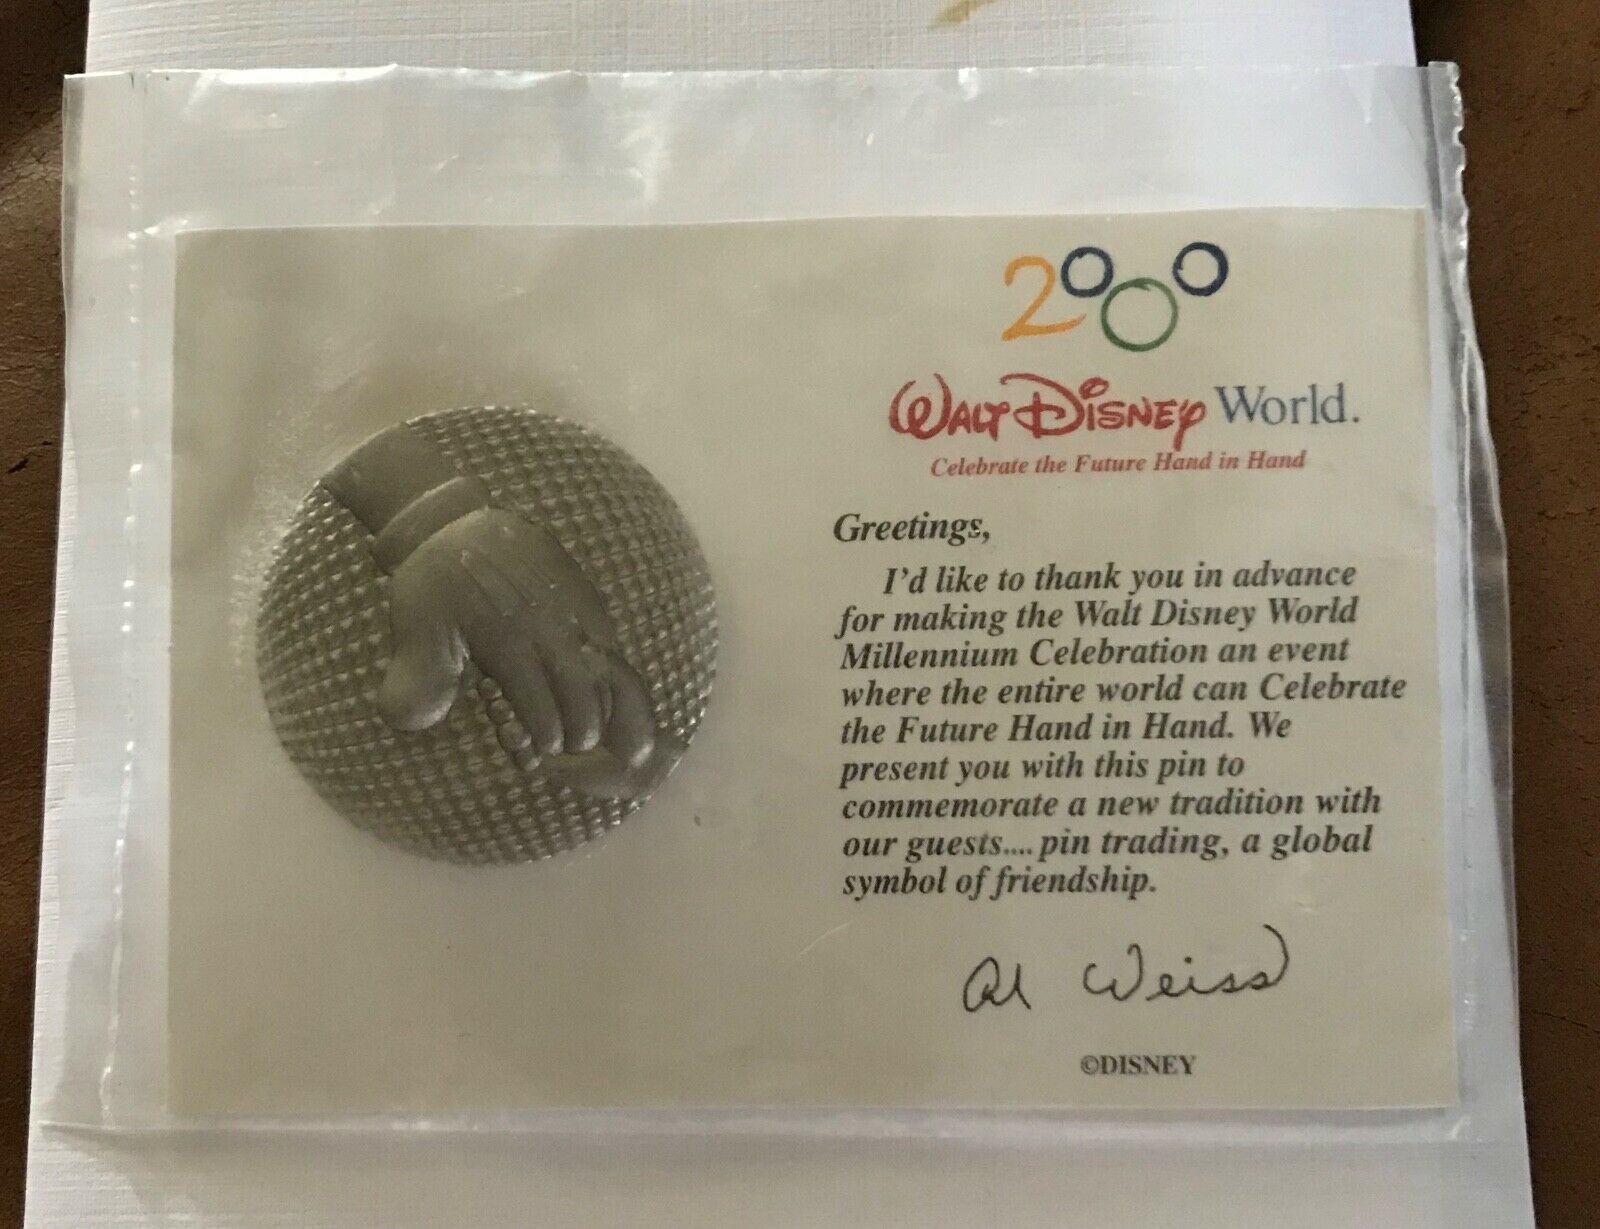 2000
Walt Disney World.
Celebrate the Future Hand in Hand
Greetings,
I'd like to thank you in advance
for making the Walt Disney World
Millennium Celebration an event
where the entire world can Celebrate
the Future Hand in Hand. We
present you with this pin to
commemorate a new tradition with
our guests.... pin trading, a global
symbol of friendship.
Al Weiss
©DISNEY